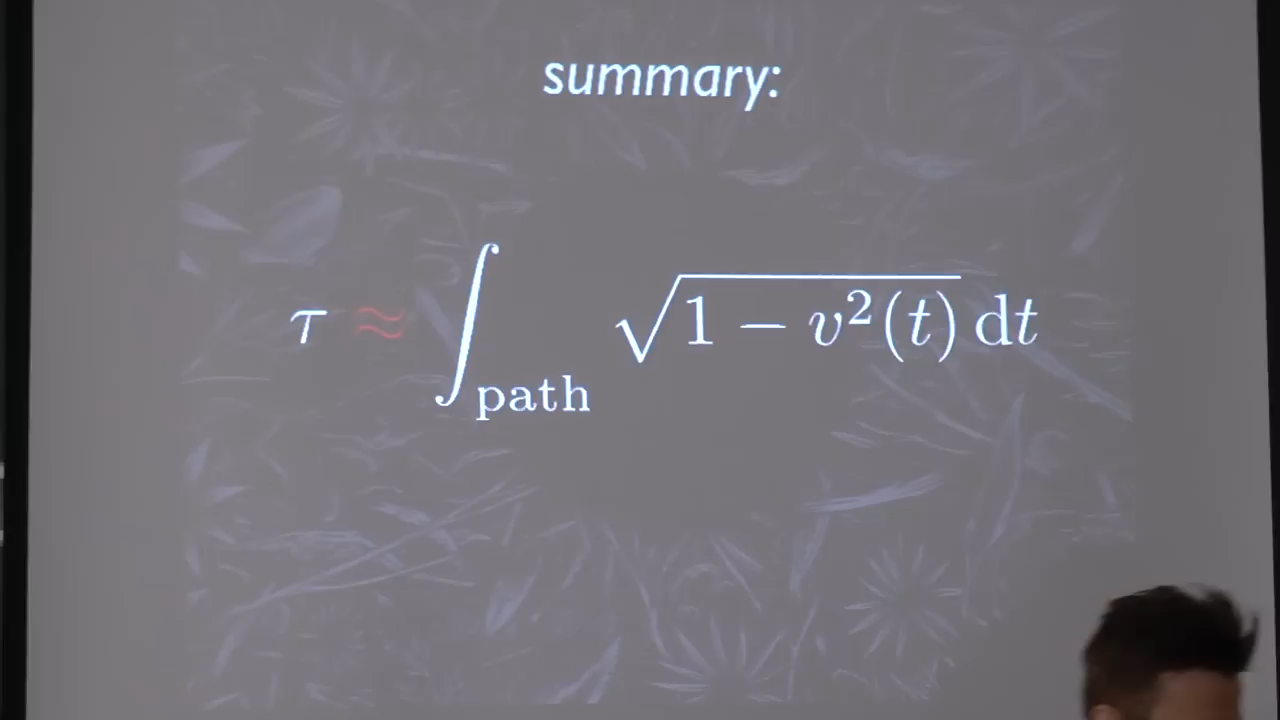 summary:
τ ≈ ∫path √1 − v²(t) dt